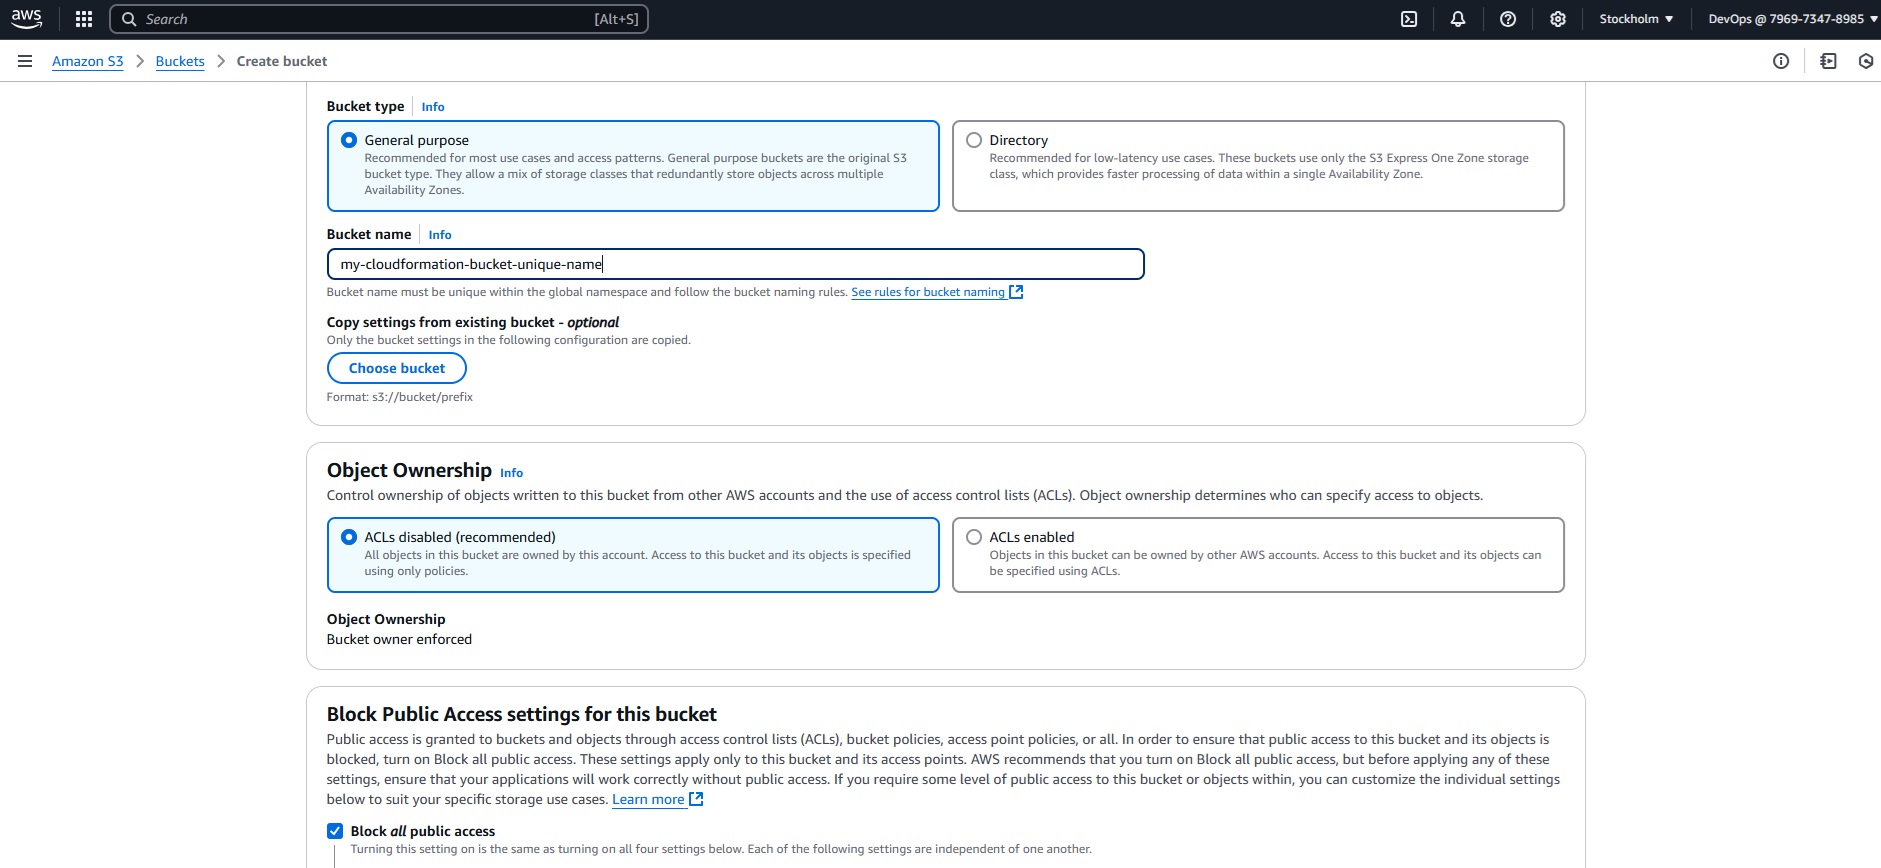 aws
Search
[Alt+S]
Stockholm
DevOps @ 7969-7347-8985
Amazon S3
Buckets
Create bucket
Bucket type
Info
General purpose
Recommended for most use cases and access patterns. General purpose buckets are the original S3
bucket type. They allow a mix of storage classes that redundantly store objects across multiple
Availability Zones.
Directory
Recommended for low-latency use cases. These buckets use only the S3 Express One Zone storage
class, which provides faster processing of data within a single Availability Zone.
Bucket name
Info
my-cloudformation-bucket-unique-name
Bucket name must be unique within the global namespace and follow the bucket naming rules. See rules for bucket naming
Copy settings from existing bucket - optional
Only the bucket settings in the following configuration are copied.
Choose bucket
Format: s3://bucket/prefix
Object Ownership Info
Control ownership of objects written to this bucket from other AWS accounts and the use of access control lists (ACLs). Object ownership determines who can specify access to objects.
ACLs disabled (recommended)
All objects in this bucket are owned by this account. Access to this bucket and its objects is specified
using only policies.
ACLs enabled
Objects in this bucket can be owned by other AWS accounts. Access to this bucket and its objects can
be specified using ACLs.
Object Ownership
Bucket owner enforced
Block Public Access settings for this bucket
Public access is granted to buckets and objects through access control lists (ACLs), bucket policies, access point policies, or all. In order to ensure that public access to this bucket and its objects is
blocked, turn on Block all public access. These settings apply only to this bucket and its access points. AWS recommends that you turn on Block all public access, but before applying any of these
settings, ensure that your applications will work correctly without public access. If you require some level of public access to this bucket or objects within, you can customize the individual settings
below to suit your specific storage use cases. Learn more
Block all public access
Turning this setting on is the same as turning on all four settings below. Each of the following settings are independent of one another.